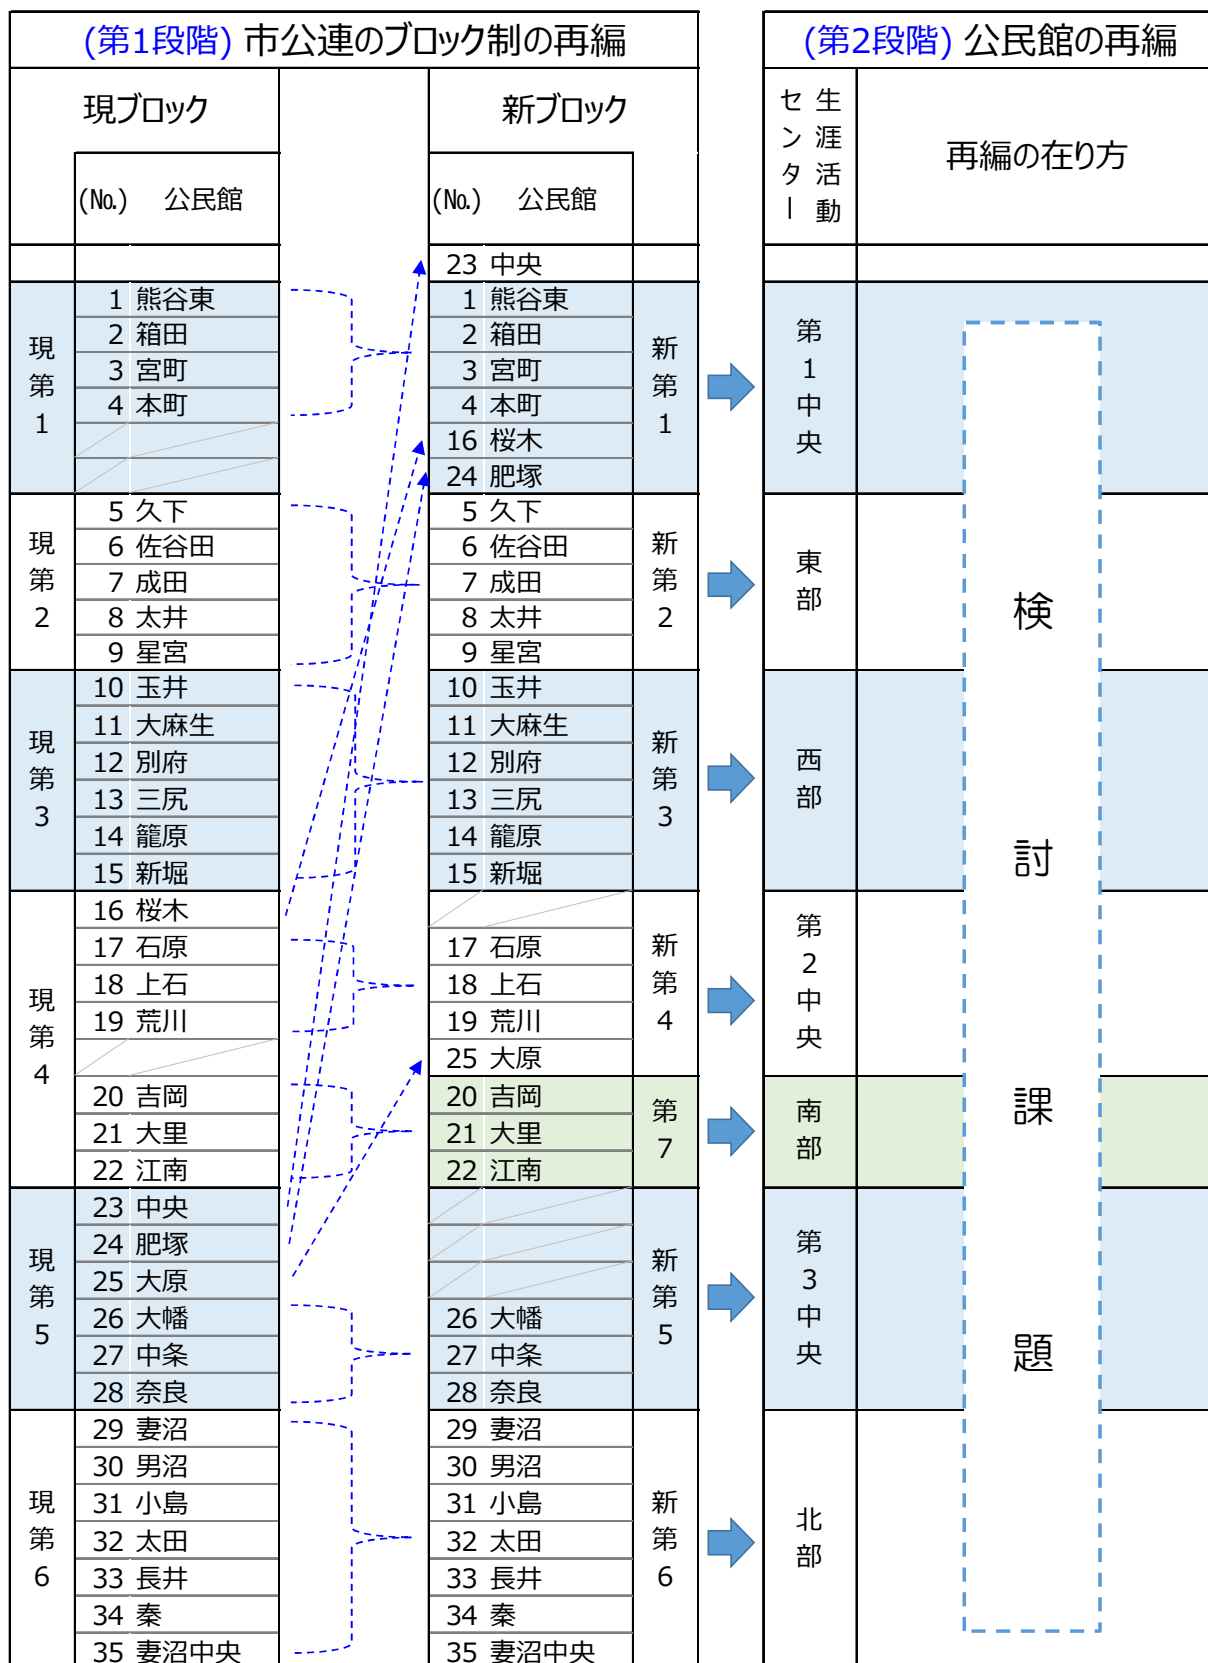 (第1段階) 市公連のブロック制の再編
(第2段階) 公民館の再編
現ブロック
新ブロック
生涯活動センター
再編の在り方
(No.) 公民館
(No.) 公民館
23 中央
現第1
1 熊谷東
2 箱田
3 宮町
4 本町
1 熊谷東
2 箱田
3 宮町
4 本町
16 桜木
24 肥塚
新第1
第1中央
現第2
5 久下
6 佐谷田
7 成田
8 太井
9 星宮
5 久下
6 佐谷田
7 成田
8 太井
9 星宮
新第2
東部
現第3
10 玉井
11 大麻生
12 別府
13 三尻
14 籠原
15 新堀
10 玉井
11 大麻生
12 別府
13 三尻
14 籠原
15 新堀
新第3
西部
現第4
16 桜木
17 石原
18 上石
19 荒川
20 吉岡
21 大里
22 江南
17 石原
18 上石
19 荒川
25 大原
新第4
第2中央
20 吉岡
21 大里
22 江南
第7
南部
現第5
23 中央
24 肥塚
25 大原
26 大幡
27 中条
28 奈良
26 大幡
27 中条
28 奈良
新第5
第3中央
現第6
29 妻沼
30 男沼
31 小島
32 太田
33 長井
34 秦
35 妻沼中央
29 妻沼
30 男沼
31 小島
32 太田
33 長井
34 秦
35 妻沼中央
新第6
北部
検討課題